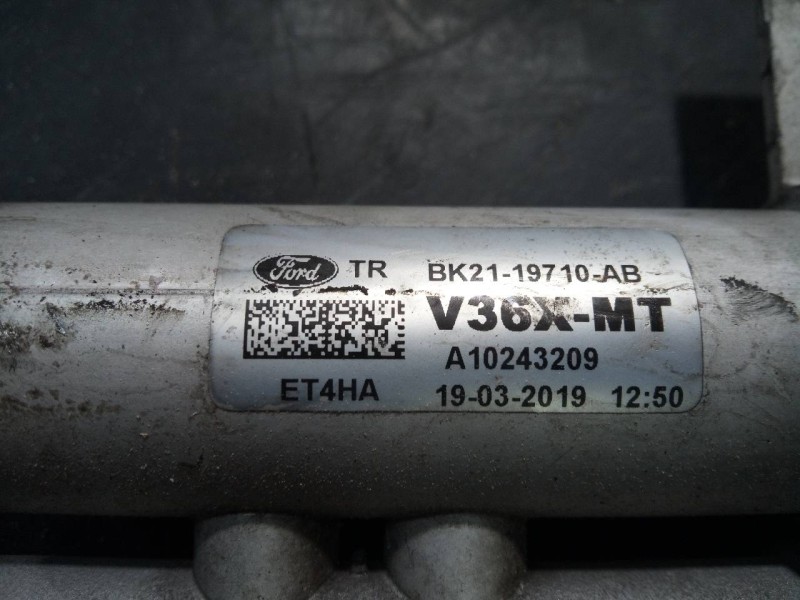 Ford TR BK21-19710-AB
V36X-MT
A10243209
ET4HA 19-03-2019 12:50